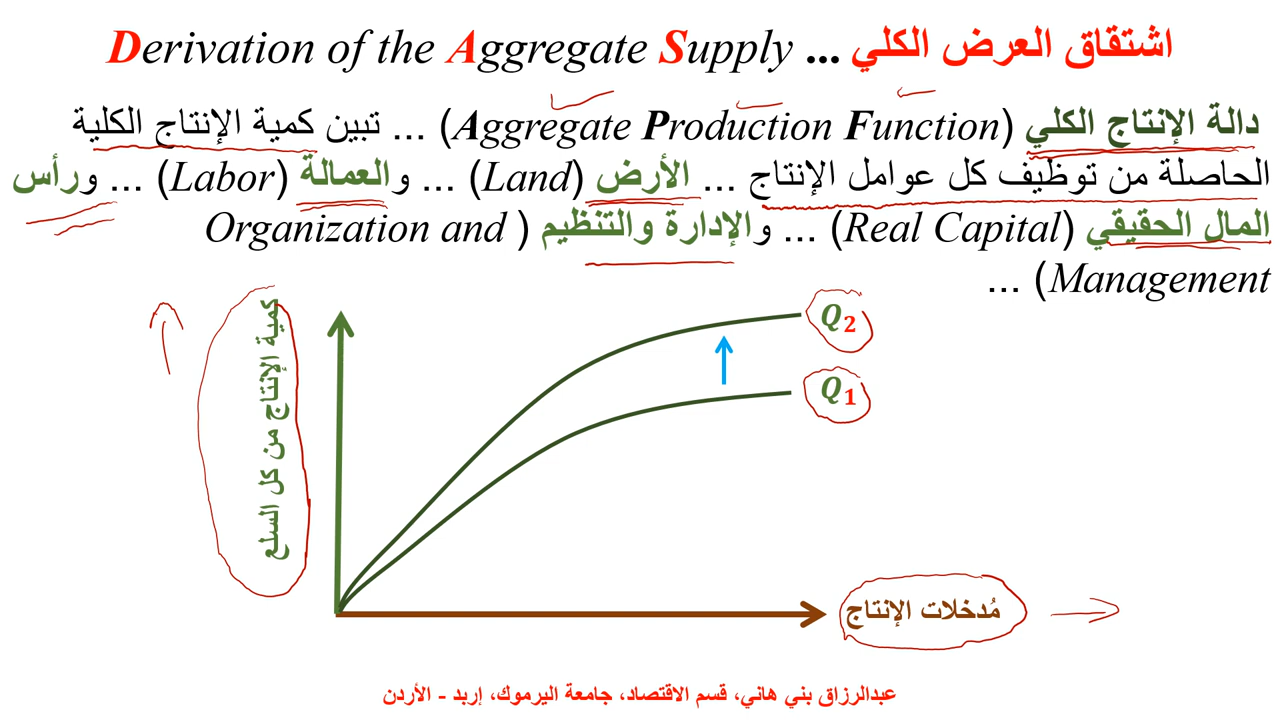 اشتقاق العرض الكلي ... Derivation of the Aggregate Supply
دالة الإنتاج الكلي (Aggregate Production Function) ... تبين كمية الإنتاج الكلية
الحاصلة من توظيف كل عوامل الإنتاج ... الأرض (Land) ... والعمالة (Labor) ... ورأس
المال الحقيقي (Real Capital) ... والإدارة والتنظيم (Organization and
Management) ...
كمية الإنتاج من كل السلع
Q2
Q1
مُدخلات الإنتاج
عبدالرزاق بني هاني، قسم الاقتصاد، جامعة اليرموك، إربد - الأردن